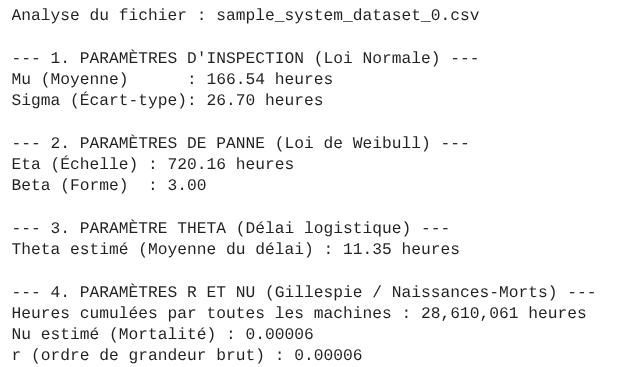 Analyse du fichier : sample_system_dataset_0.csv
--- 1. PARAMÈTRES D'INSPECTION (Loi Normale) ---
Mu (Moyenne)      : 166.54 heures
Sigma (Écart-type): 26.70 heures
--- 2. PARAMÈTRES DE PANNE (Loi de Weibull) ---
Eta (Échelle) : 720.16 heures
Beta (Forme)  : 3.00
--- 3. PARAMÈTRE THETA (Délai logistique) ---
Theta estimé (Moyenne du délai) : 11.35 heures
--- 4. PARAMÈTRES R ET NU (Gillespie / Naissances-Morts) ---
Heures cumulées par toutes les machines : 28,610,061 heures
Nu estimé (Mortalité) : 0.00006
r (ordre de grandeur brut) : 0.00006